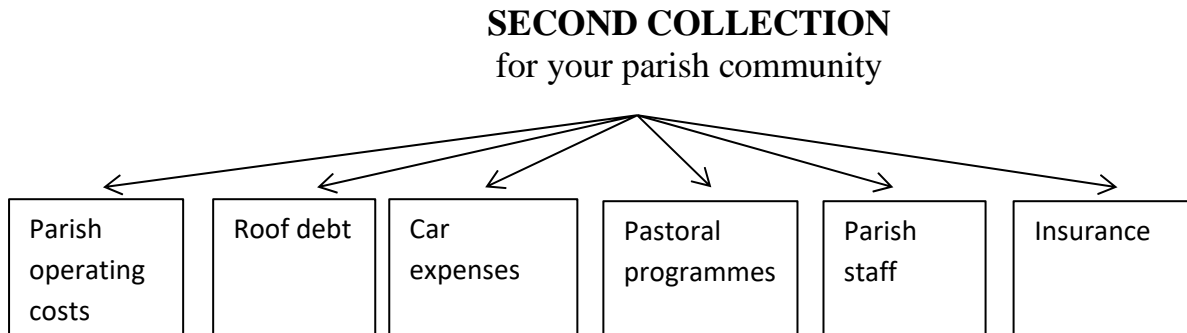 SECOND COLLECTION
for your parish community
Parish
operating
costs
Roof debt
Car
expenses
Pastoral
programmes
Parish
staff
Insurance